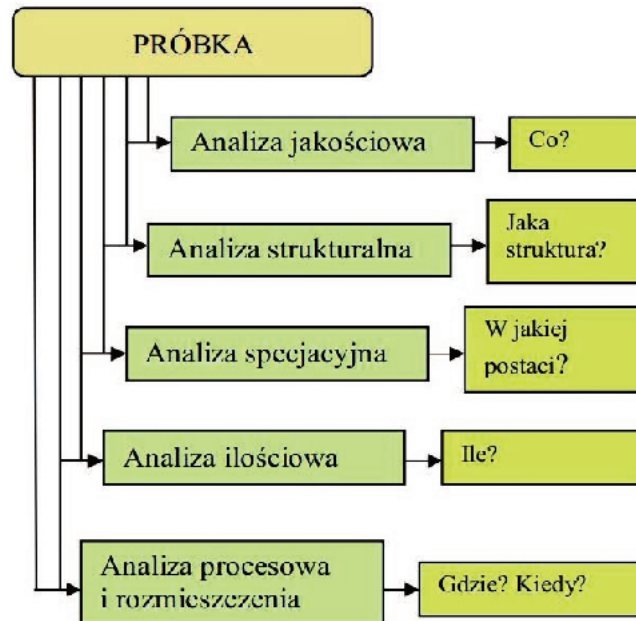 PRÓBKA
Analiza jakościowa
Co?
Analiza strukturalna
Jaka
struktura?
Analiza specjacyjna
W jakiej
postaci?
Analiza ilościowa
Ile?
Analiza procesowa
i rozmieszczenia
Gdzie? Kiedy?